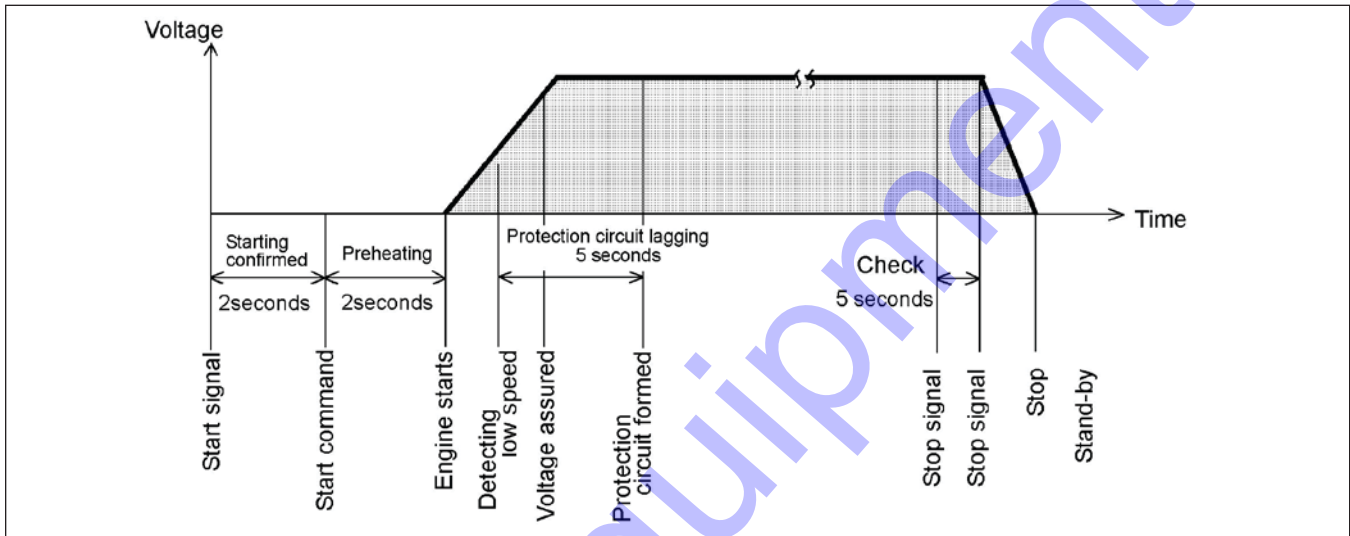 Voltage
Time
Starting
confirmed
2seconds
Preheating
2seconds
Protection circuit lagging
5 seconds
Check
5 seconds
Start signal
Start command
Engine starts
Detecting
low speed
Voltage assured
Protection
circuit formed
Stop signal
Stop signal
Stop
Stand-by
quipment